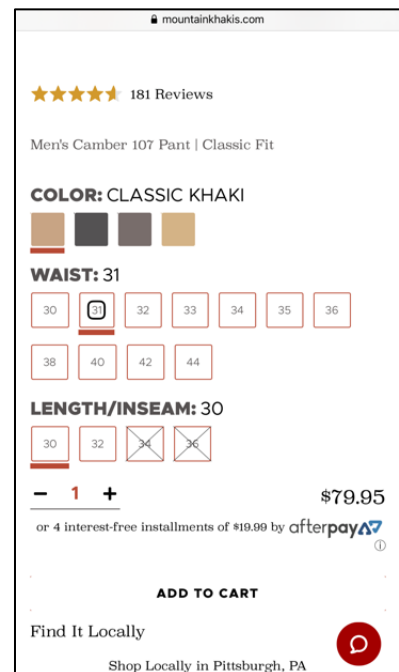 mountainkhakis.com
181 Reviews
Men's Camber 107 Pant | Classic Fit
COLOR: CLASSIC KHAKI
WAIST: 31
30 31 32 33 34 35 36
38 40 42 44
LENGTH/INSEAM: 30
30 32 34 36
− 1 + $79.95
or 4 interest-free installments of $19.99 by afterpay
ADD TO CART
Find It Locally
Shop Locally in Pittsburgh, PA